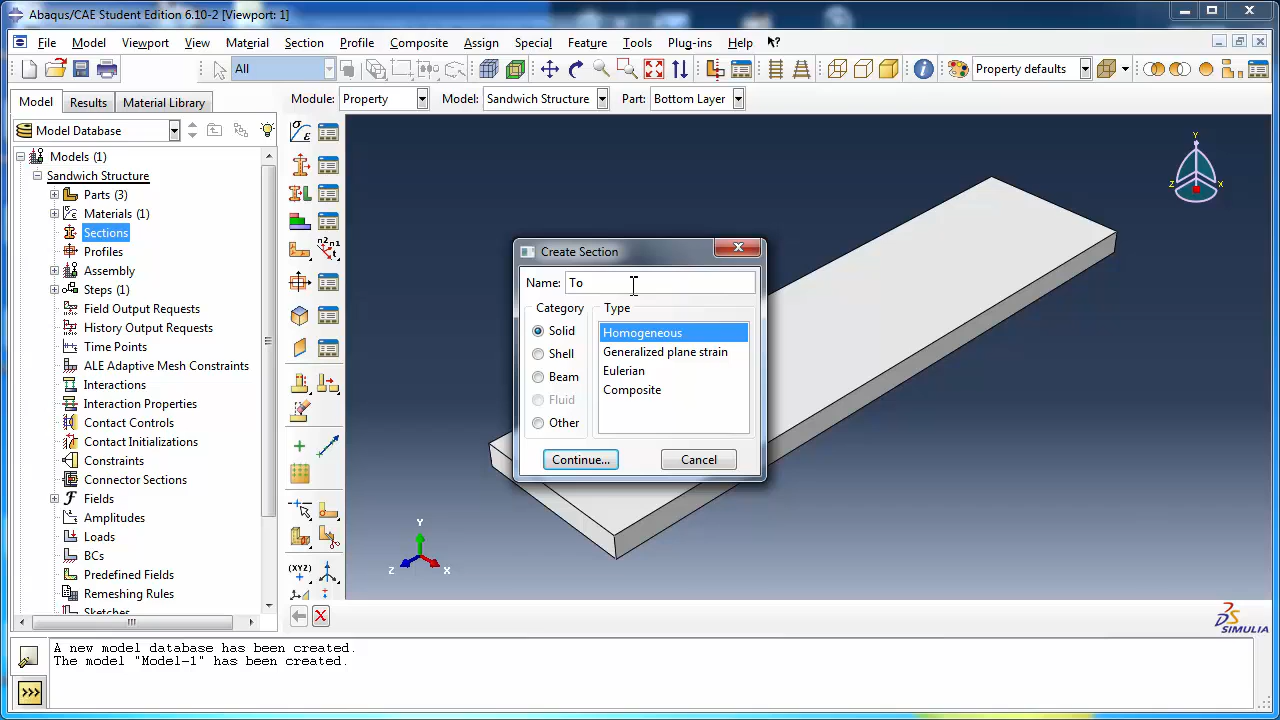 Abaqus/CAE Student Edition 6.10-2 [Viewport: 1]
File Model Viewport View Material Section Profile Composite Assign Special Feature Tools Plug-ins Help
All Property defaults
Model Results Material Library Module: Property Model: Sandwich Structure Part: Bottom Layer
Model Database
Models (1)
Sandwich Structure
Parts (3)
Materials (1)
Sections
Profiles
Assembly
Steps (1)
Field Output Requests
History Output Requests
Time Points
ALE Adaptive Mesh Constraints
Interactions
Interaction Properties
Contact Controls
Contact Initializations
Constraints
Connector Sections
Fields
Amplitudes
Loads
BCs
Predefined Fields
Remeshing Rules
Sketches
Create Section
Name: To
Category Type
Solid Homogeneous
Shell Generalized plane strain
Beam Eulerian
Fluid Composite
Other
Continue... Cancel
Y
Z X
Y
Z X
SIMULIA
A new model database has been created.
The model "Model-1" has been created.